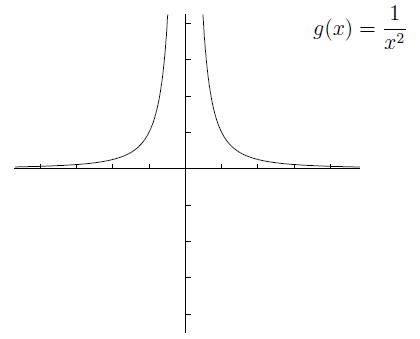 g(x) = 1/x²